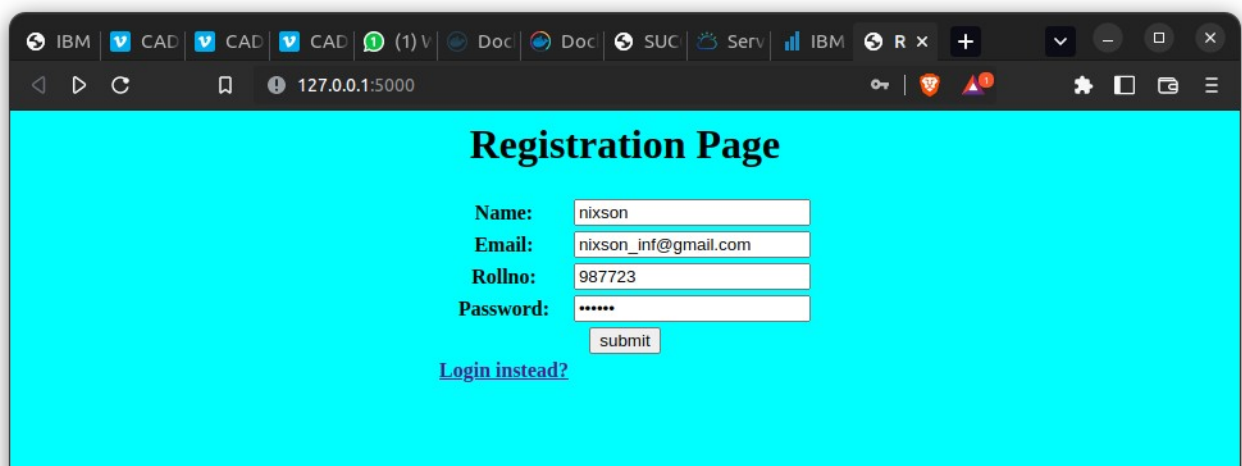 IBM CAD CAD CAD (1) Doc Doc SUC Serv IBM R
127.0.0.1:5000
1
Registration Page
Name: nixson
Email: nixson_inf@gmail.com
Rollno: 987723
Password: ••••••
submit
Login instead?